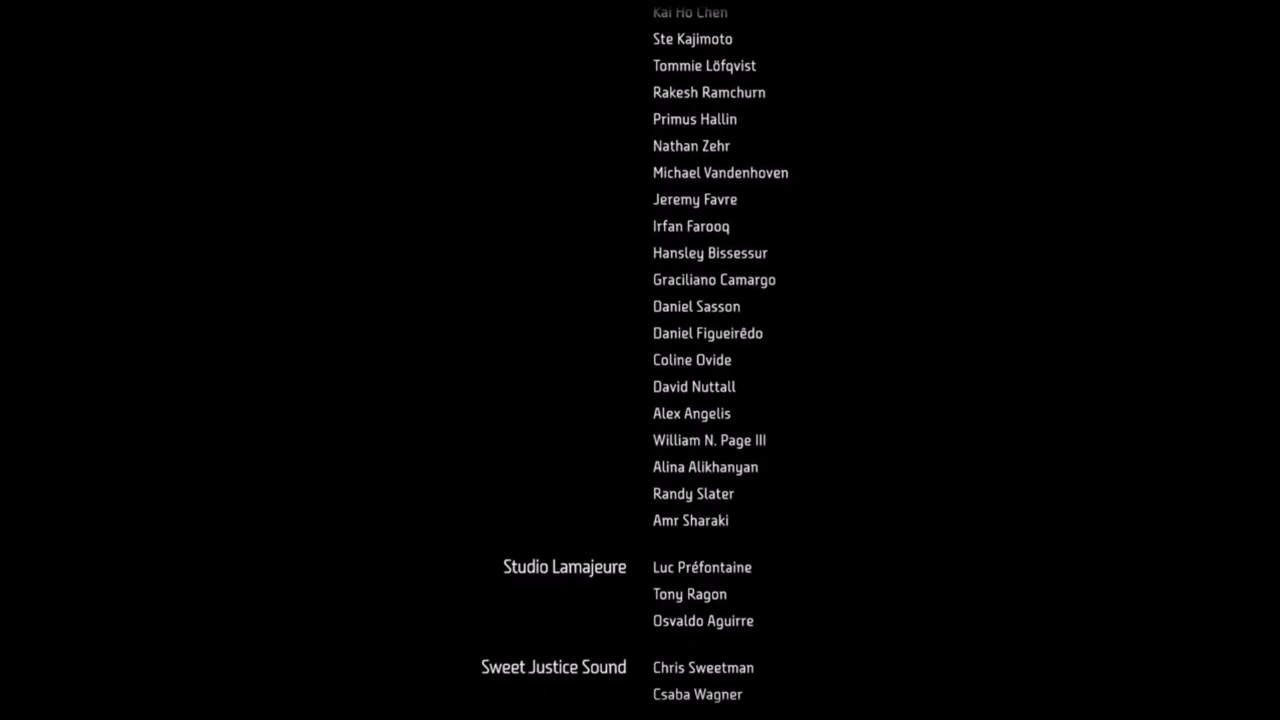 Kai Ho Chen
Ste Kajimoto
Tommie Löfqvist
Rakesh Ramchurn
Primus Hallin
Nathan Zehr
Michael Vandenhoven
Jeremy Favre
Irfan Farooq
Hansley Bissessur
Graciliano Camargo
Daniel Sasson
Daniel Figueirêdo
Coline Ovide
David Nuttall
Alex Angelis
William N. Page III
Alina Alikhanyan
Randy Slater
Amr Sharaki
Studio Lamajeure Luc Préfontaine
Tony Ragon
Osvaldo Aguirre
Sweet Justice Sound Chris Sweetman
Csaba Wagner